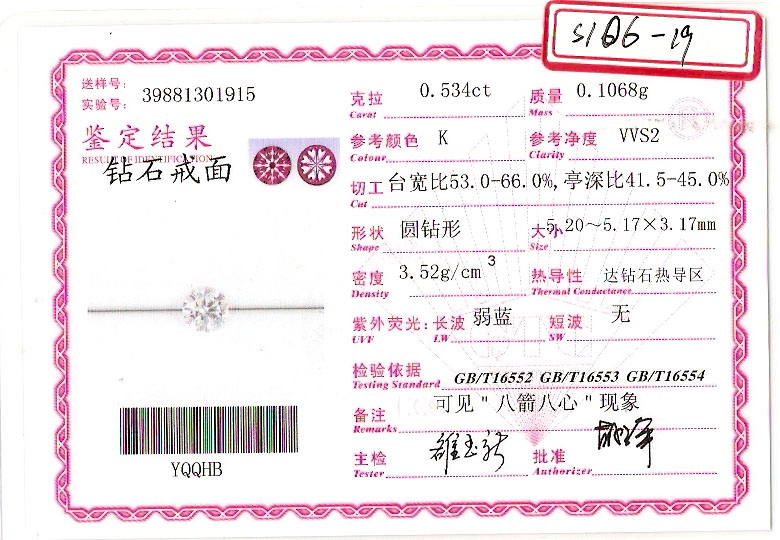 S106-19
送样号:
实验号: 39881301915
鉴定结果
RESULT OF IDENTIFICATION
钻石戒面
YQQHB
克拉 0.534ct 质量 0.1068g
Carat Mass
参考颜色 K 参考净度 VVS2
Colour Clarity
切工 台宽比53.0-66.0%,亭深比41.5-45.0%
Cut
形状 圆钻形 大小 5.20～5.17×3.17mm
Shape Size
密度 3.52g/cm³ 热导性 达钻石热导区
Density Thermal Conductance
紫外荧光: 长波 弱蓝 短波 无
UVF LW SW
检验依据 GB/T16552 GB/T16553 GB/T16554
Testing Standard
备注 可见"八箭八心"现象
Remarks
主检 批准
Tester Authorizer